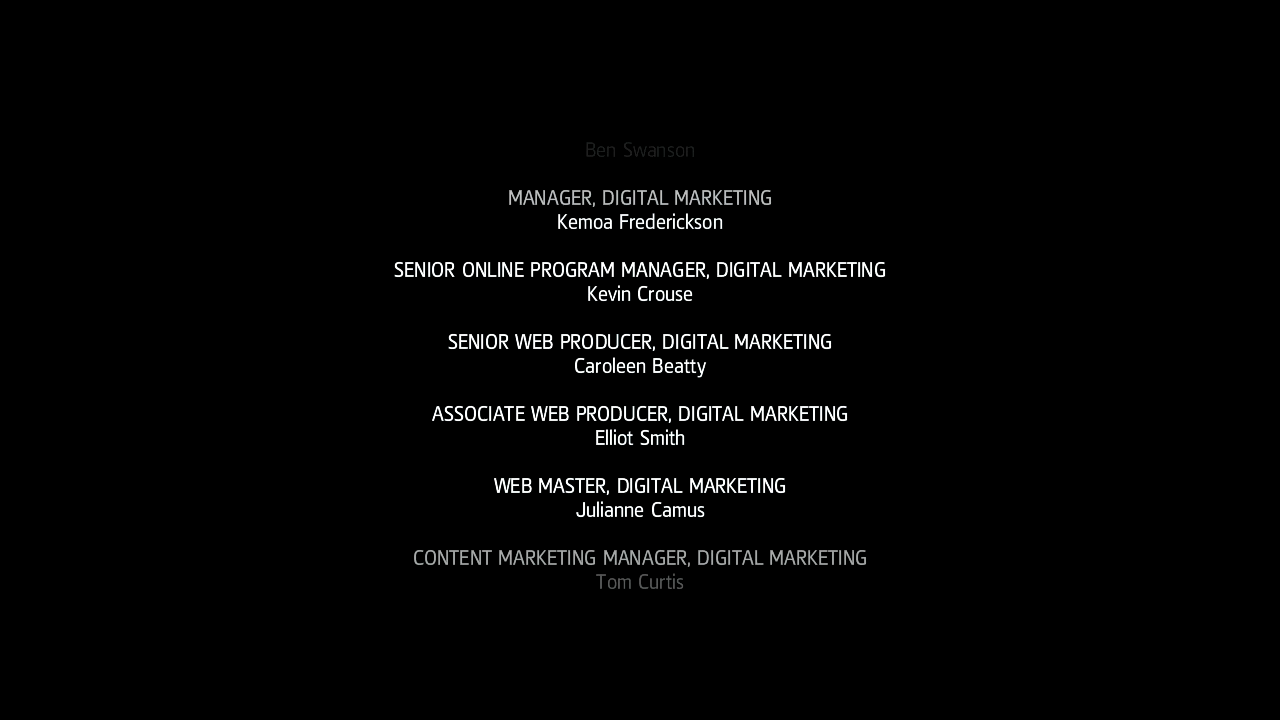 Ben Swanson
MANAGER, DIGITAL MARKETING
Kemoa Frederickson
SENIOR ONLINE PROGRAM MANAGER, DIGITAL MARKETING
Kevin Crouse
SENIOR WEB PRODUCER, DIGITAL MARKETING
Caroleen Beatty
ASSOCIATE WEB PRODUCER, DIGITAL MARKETING
Elliot Smith
WEB MASTER, DIGITAL MARKETING
Julianne Camus
CONTENT MARKETING MANAGER, DIGITAL MARKETING
Tom Curtis